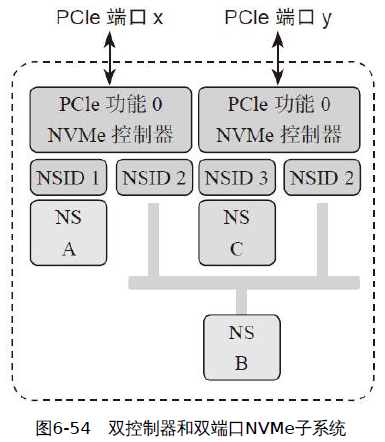 PCIe 端口 x
PCIe 端口 y
PCIe 功能 0
NVMe 控制器
PCIe 功能 0
NVMe 控制器
NSID 1
NSID 2
NSID 3
NSID 2
NS
A
NS
C
NS
B
图6-54 双控制器和双端口NVMe子系统